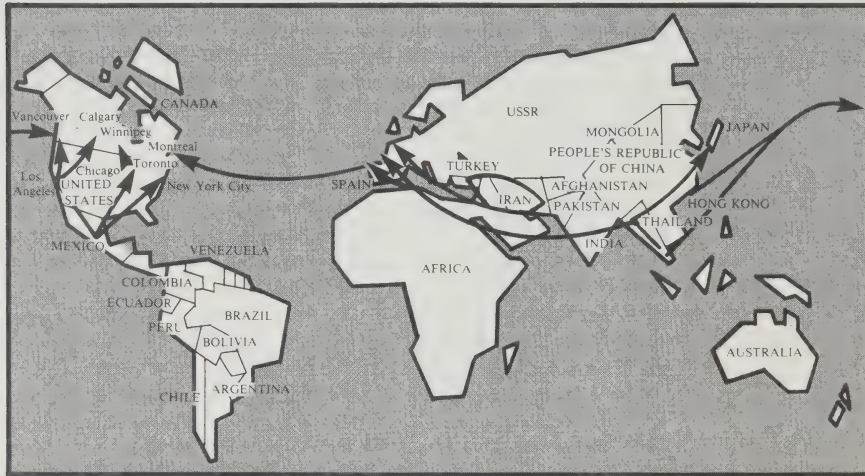 CANADA
Vancouver Calgary
Winnipeg
Montreal
Toronto
Chicago
Los
Angeles
UNITED
STATES
New York City
MEXICO
VENEZUELA
COLOMBIA
ECUADOR
BRAZIL
PERU
BOLIVIA
CHILE
ARGENTINA
USSR
MONGOLIA
JAPAN
PEOPLE'S REPUBLIC
OF CHINA
TURKEY
SPAIN
IRAN
AFGHANISTAN
PAKISTAN
HONG KONG
THAILAND
INDIA
AFRICA
AUSTRALIA